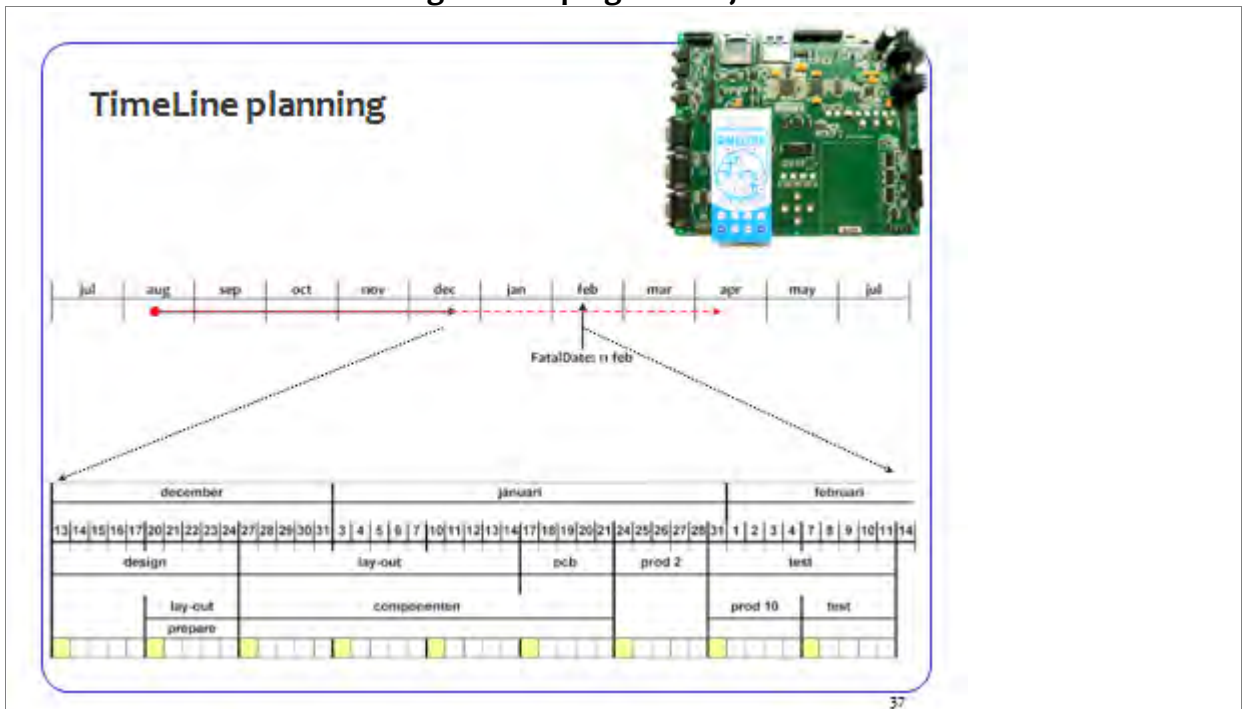 TimeLine planning
jul aug sep oct nov dec jan feb mar apr may jul
FatalDate: 11 feb
december januari februari
13 14 15 16 17 20 21 22 23 24 27 28 29 30 31 3 4 5 6 7 10 11 12 13 14 17 18 19 20 21 24 25 26 27 28 31 1 2 3 4 7 8 9 10 11 14
design lay-out pcb prod 2 test
lay-out componenten prod 10 test
prepare
37